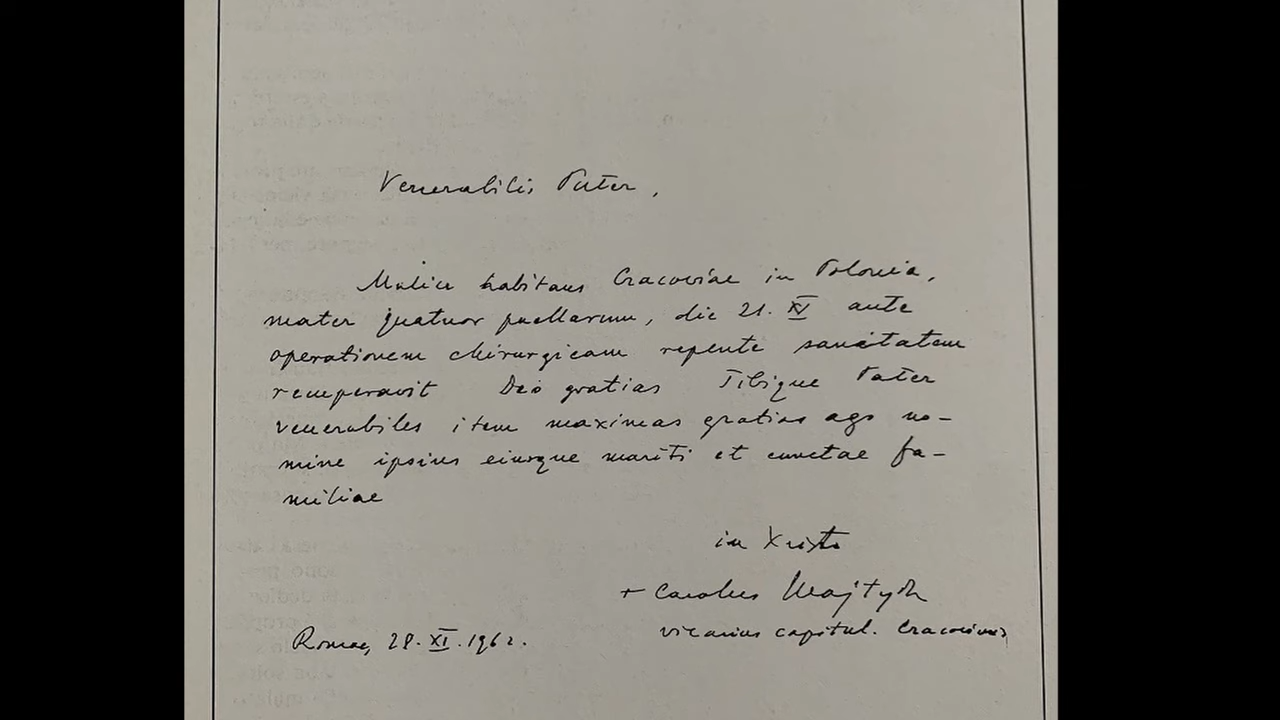 Venerabilis Pater,
Mulier habitans Cracoviae in Polonia,
mater quatuor puellarum, die 21. XI ante
operationem chirurgicam repente sanitatem
recuperavit Deo gratias Tibique Pater
venerabiles item maximas gratias ago no-
mine ipsius eiusque mariti et cunctae fa-
miliae
in Xristo
+ Carolus Wojtyła
vicarius capitul. Cracoviens
Romae, 28. XI. 1962.